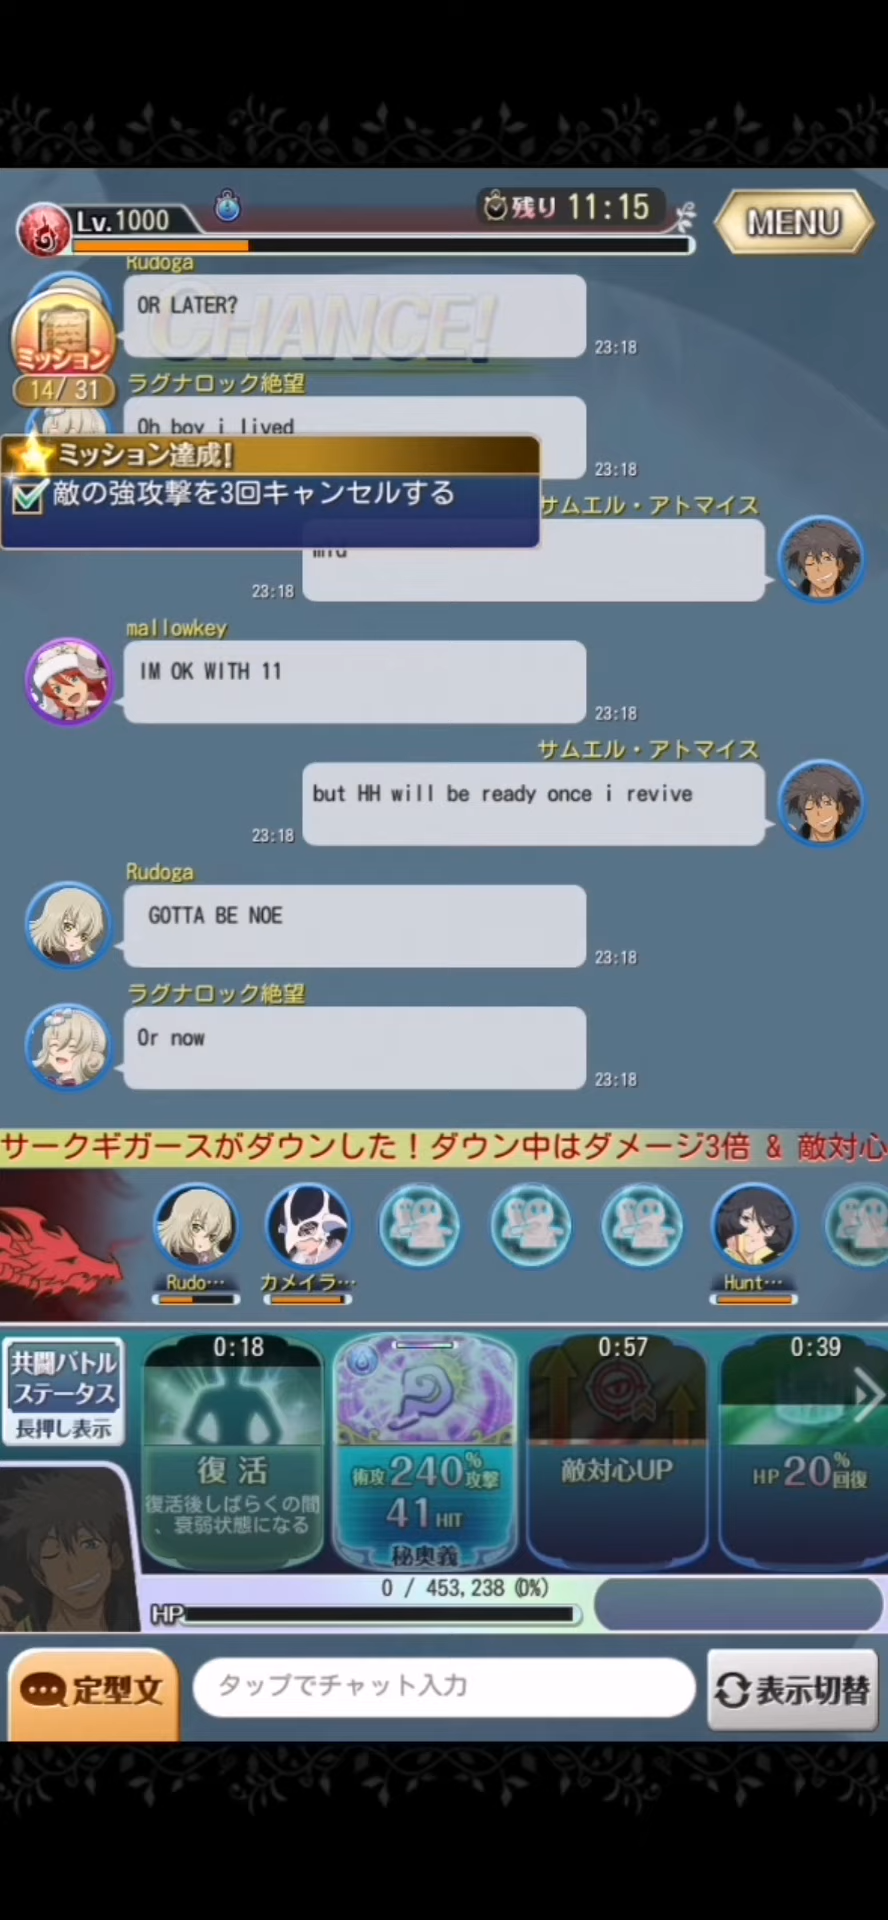 Lv.1000
残り 11:15
MENU
Rudoga
OR LATER?
CHANCE!
23:18
ミッション
14/31
ラグナロック絶望
Oh boy i lived
23:18
ミッション達成!
敵の強攻撃を3回キャンセルする
サムエル・アトマイス
23:18
mallowkey
IM OK WITH 11
23:18
サムエル・アトマイス
but HH will be ready once i revive
23:18
Rudoga
GOTTA BE NOE
23:18
ラグナロック絶望
Or now
23:18
サークギガースがダウンした！ダウン中はダメージ3倍 & 敵対心
Rudo…
カメイラ…
Hunt…
共闘バトル
ステータス
長押し表示
0:18
復活
復活後しばらくの間
、衰弱状態になる
術攻240%攻撃
41HIT
秘奥義
0:57
敵対心UP
0:39
HP20%回復
0 / 453,238 (0%)
HP
定型文
タップでチャット入力
表示切替